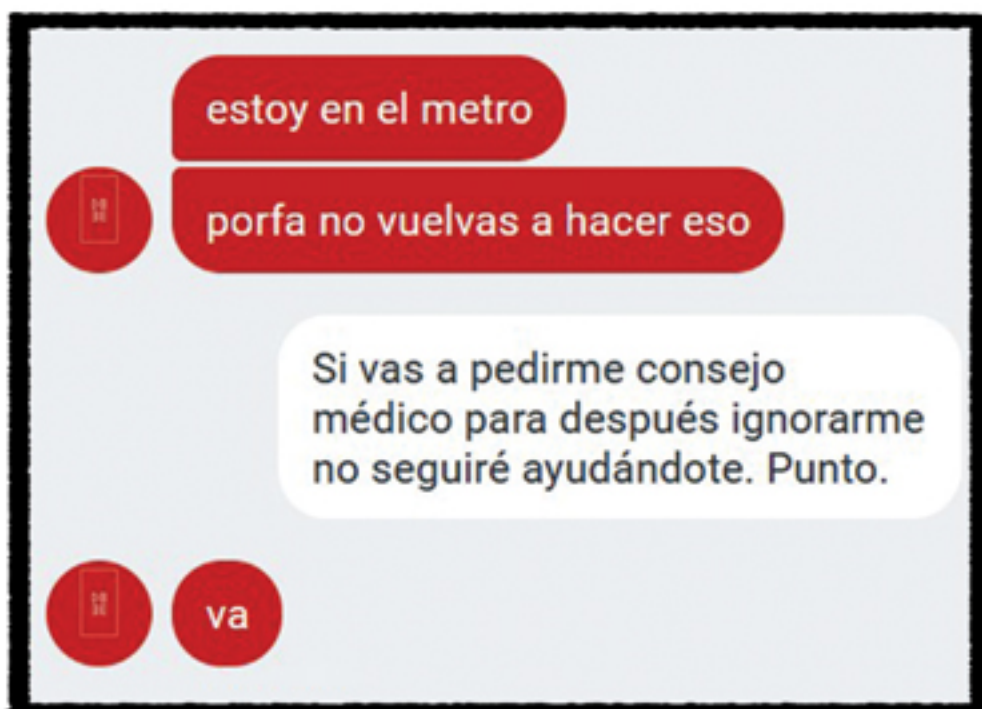 estoy en el metro
porfa no vuelvas a hacer eso
Si vas a pedirme consejo
médico para después ignorarme
no seguiré ayudándote. Punto.
va